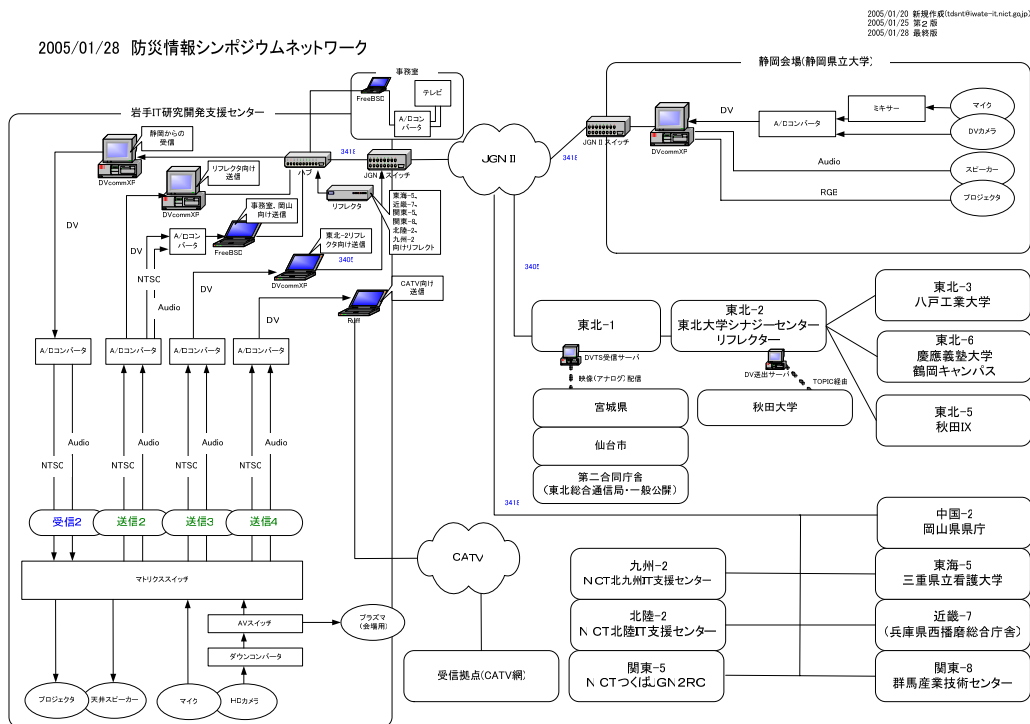 2005/01/20 新規作成(tdsnt@iwate-it.nict.go.jp)
2005/01/25 第2版
2005/01/28 最終版
2005/01/28 防災情報シンポジウムネットワーク
事務室
FreeBSD
テレビ
A/Dコン
バータ
静岡会場(静岡県立大学)
DV
A/Dコンバータ
ミキサー
マイク
DVカメラ
JGNⅡスイッチ
3418
DVcommXP
Audio
スピーカー
RGB
プロジェクタ
JGNⅡ
岩手IT研究開発支援センター
静岡からの
受信
DVcommXP
リフレクタ向け
送信
DVcommXP
ハブ
3418
JGNⅡスイッチ
リフレクタ
東海-5、
近畿-7、
関東-5、
関東-8、
北陸-2、
九州-2
向けリフレクト
事務室、岡山
向け送信
FreeBSD
A/Dコン
バータ
東北-2リフレ
クタ向け送信
3405
DVcommXP
CATV向け
送信
Ruff
DV
DV
NTSC
Audio
DV
DV
A/Dコンバータ
A/Dコンバータ
A/Dコンバータ
A/Dコンバータ
Audio
Audio
Audio
Audio
NTSC
NTSC
NTSC
NTSC
受信2
送信2
送信3
送信4
マトリクススイッチ
AVスイッチ
プラズマ
(会場用)
ダウンコンバータ
プロジェクタ
天井スピーカー
マイク
HDカメラ
3405
東北-1
DVTS受信サーバ
映像(アナログ)配信
宮城県
仙台市
第二合同庁舎
(東北総合通信局・一般公開)
東北-2
東北大学シナジーセンター
リフレクター
DV送出サーバ
TOPIC経由
秋田大学
東北-3
八戸工業大学
東北-6
慶應義塾大学
鶴岡キャンパス
東北-5
秋田IX
3418
CATV
受信拠点(CATV網)
中国-2
岡山県県庁
九州-2
NICT北九州IT支援センター
東海-5
三重県立看護大学
北陸-2
NICT北陸IT支援センター
近畿-7
(兵庫県西播磨総合庁舎)
関東-5
NICTつくばJGN2RC
関東-8
群馬産業技術センター